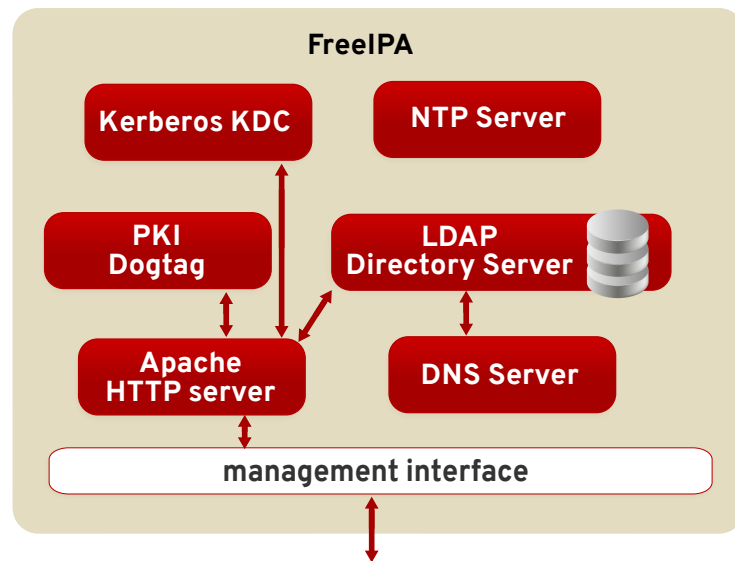 FreeIPA
Kerberos KDC
NTP Server
PKI
Dogtag
LDAP
Directory Server
Apache
HTTP server
DNS Server
management interface